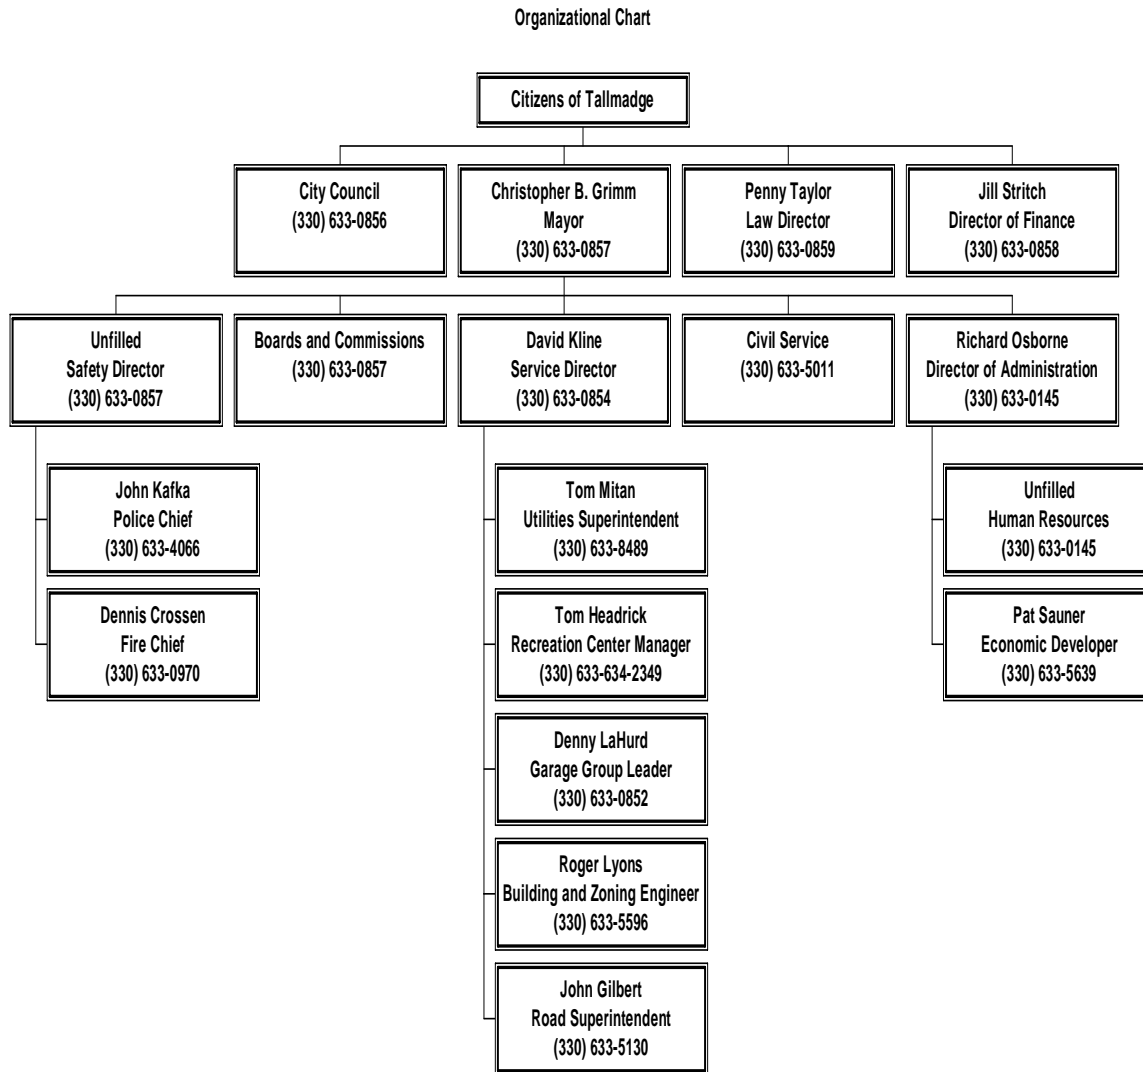 Organizational Chart
Citizens of Tallmadge
City Council
(330) 633-0856
Christopher B. Grimm
Mayor
(330) 633-0857
Penny Taylor
Law Director
(330) 633-0859
Jill Stritch
Director of Finance
(330) 633-0858
Unfilled
Safety Director
(330) 633-0857
Boards and Commissions
(330) 633-0857
David Kline
Service Director
(330) 633-0854
Civil Service
(330) 633-5011
Richard Osborne
Director of Administration
(330) 633-0145
John Kafka
Police Chief
(330) 633-4066
Dennis Crossen
Fire Chief
(330) 633-0970
Tom Mitan
Utilities Superintendent
(330) 633-8489
Tom Headrick
Recreation Center Manager
(330) 633-634-2349
Denny LaHurd
Garage Group Leader
(330) 633-0852
Roger Lyons
Building and Zoning Engineer
(330) 633-5596
John Gilbert
Road Superintendent
(330) 633-5130
Unfilled
Human Resources
(330) 633-0145
Pat Sauner
Economic Developer
(330) 633-5639